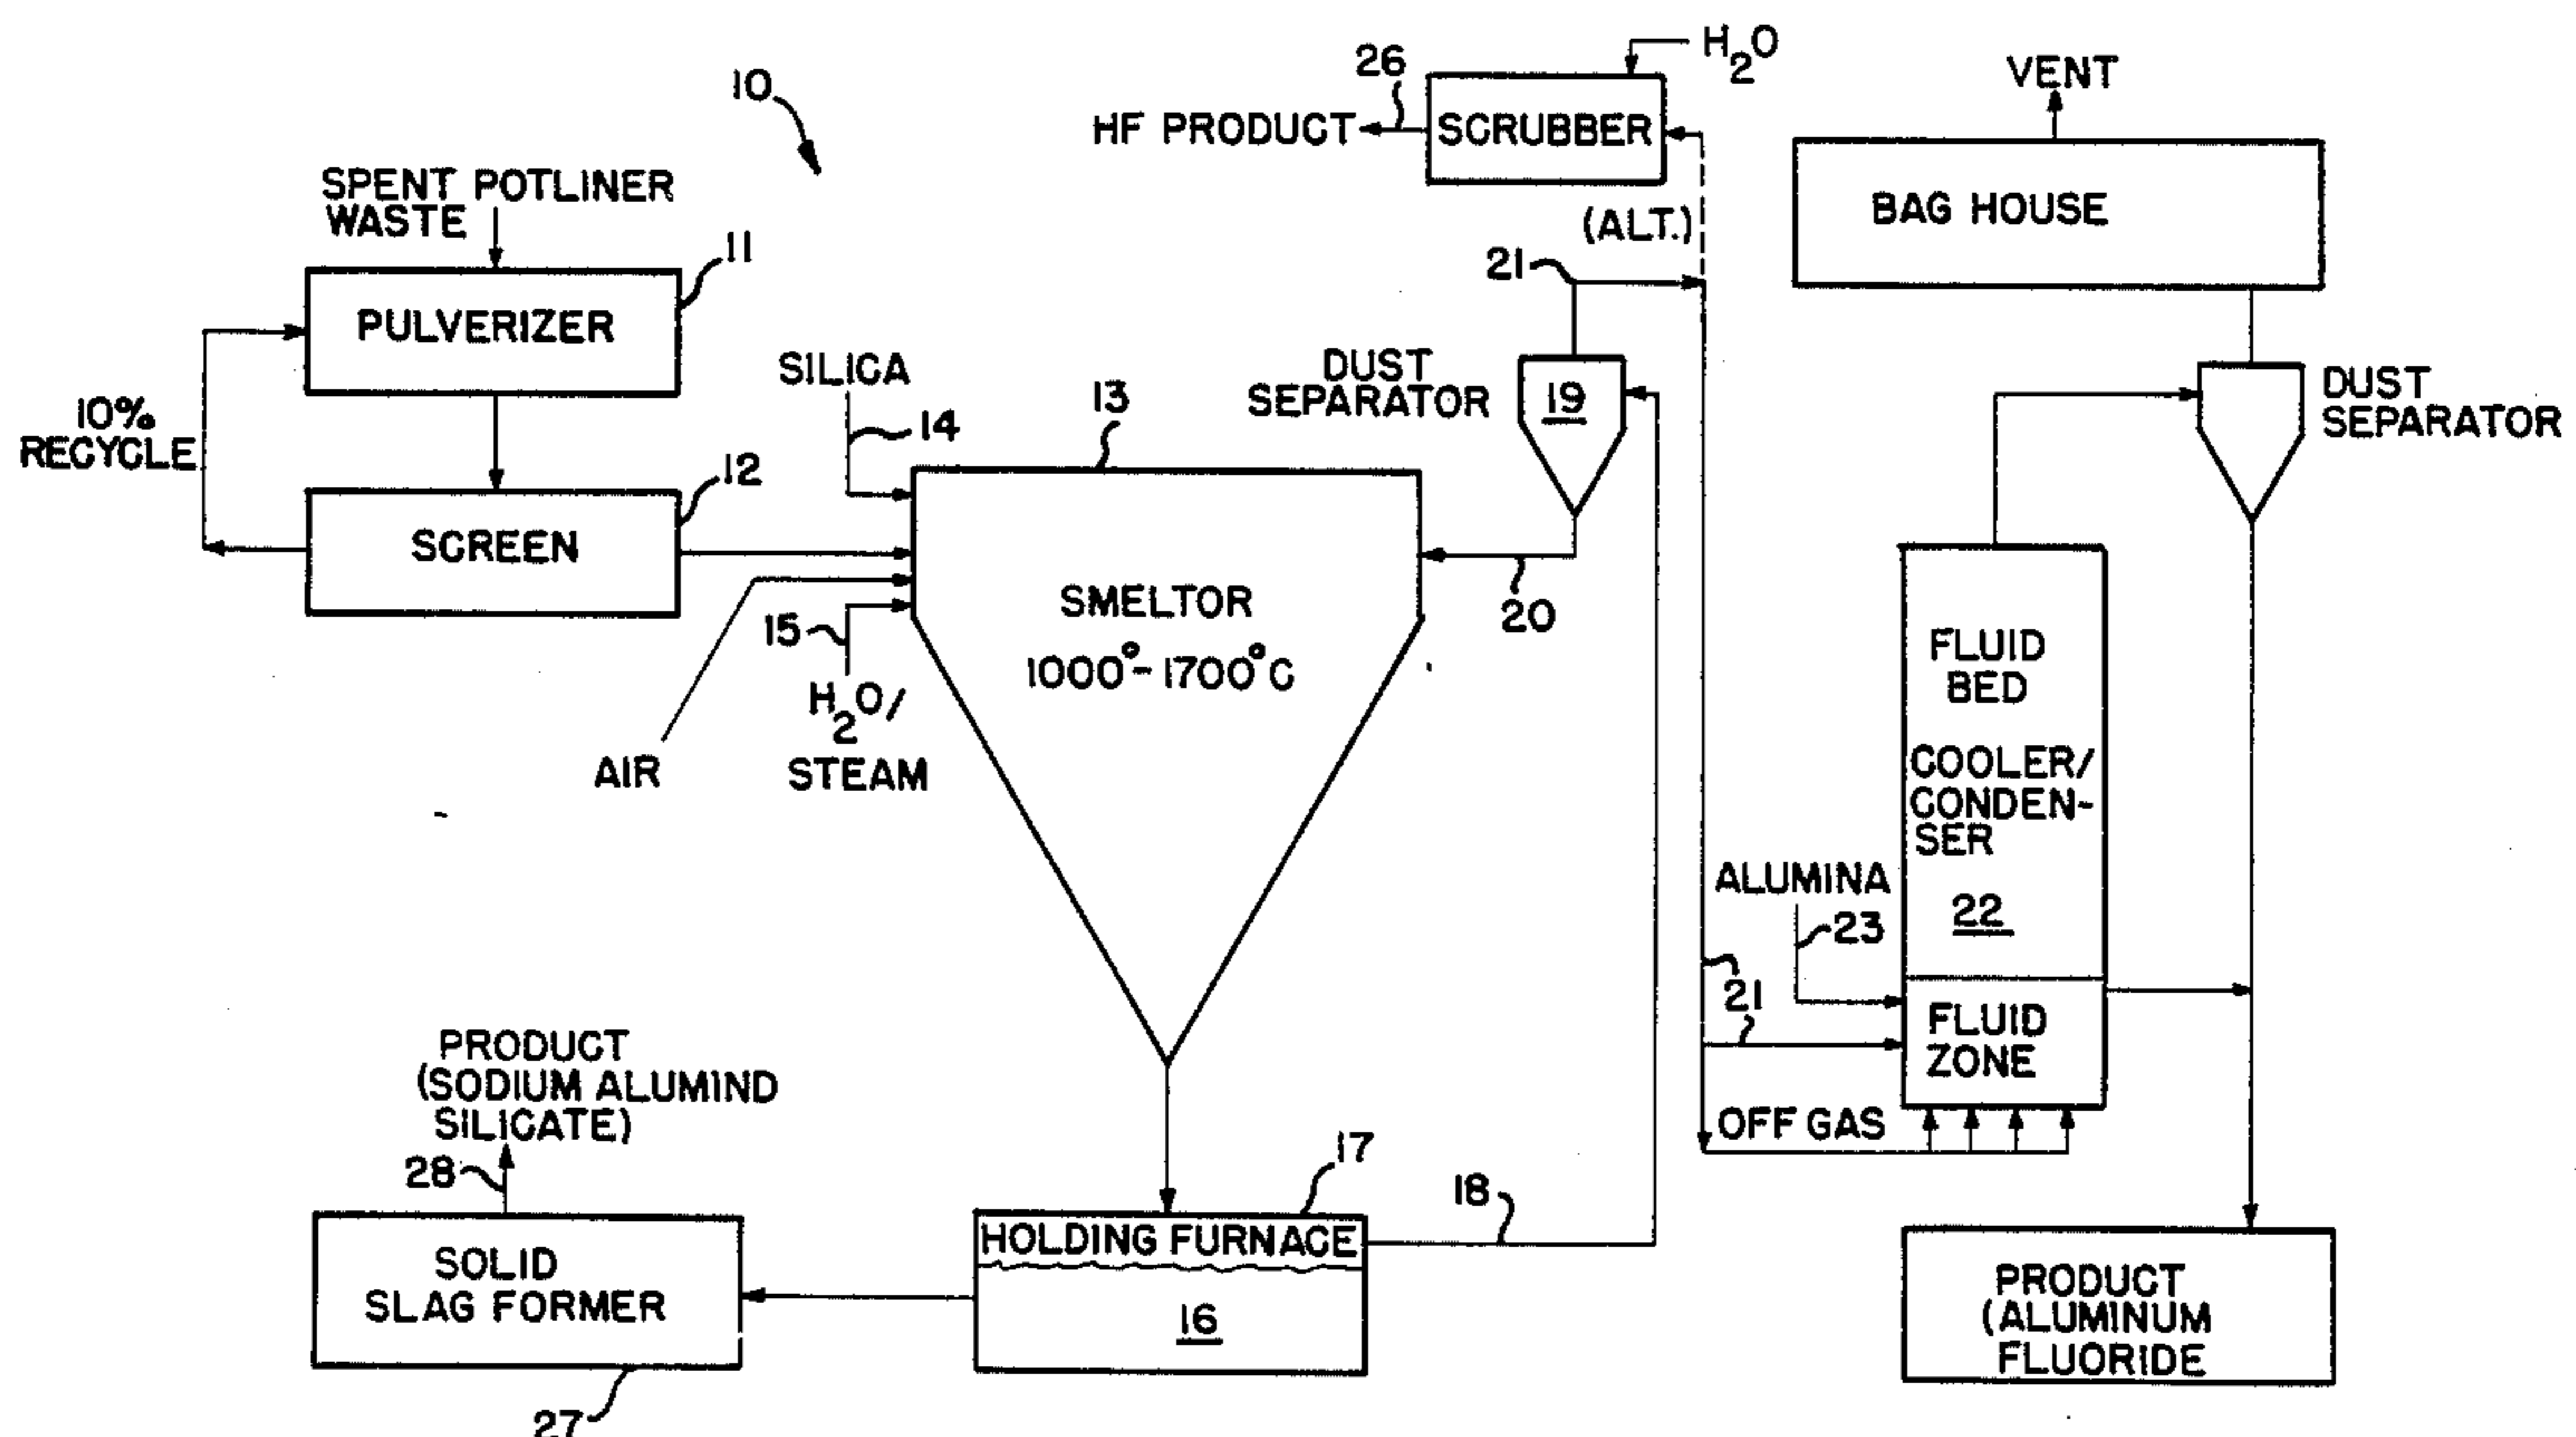 10
SPENT POTLINER
WASTE
11
PULVERIZER
10%
RECYCLE
12
SCREEN
SILICA
14
13
SMELTOR
1000°-1700°C
15
H2O/
STEAM
AIR
26
HF PRODUCT
SCRUBBER
H2O
(ALT.)
21
DUST
SEPARATOR
19
20
VENT
BAG HOUSE
DUST
SEPARATOR
FLUID
BED
COOLER/
CONDEN-
SER
22
ALUMINA
23
21
FLUID
ZONE
OFF GAS
PRODUCT
(SODIUM ALUMIND
SILICATE)
28
SOLID
SLAG FORMER
27
17
HOLDING FURNACE
16
18
PRODUCT
(ALUMINUM
FLUORIDE